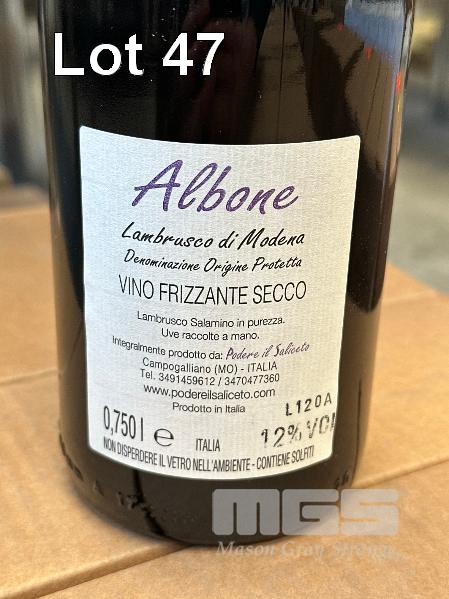 Lot 47
Albone
Lambrusco di Modena
Denominazione Origine Protetta
VINO FRIZZANTE SECCO
Lambrusco Salamino in purezza.
Uve raccolte a mano.
Integralmente prodotto da: Podere il Saliceto
Campogalliano (MO) - ITALIA
Tel. 3491459612 / 3470477360
www.podereilsaliceto.com
Prodotto in Italia
L120A
0,750 l e ITALIA 12% VOl
NON DISPERDERE IL VETRO NELL'AMBIENTE - CONTIENE SOLFITI
MGS
Mason Gray Strange